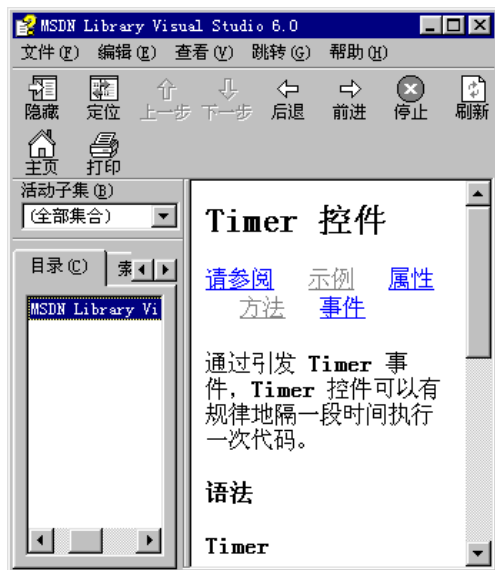 MSDN Library Visual Studio 6.0
文件(F) 编辑(E) 查看(V) 跳转(G) 帮助(H)
隐藏 定位 上一步 下一步 后退 前进 停止 刷新
主页 打印
活动子集(B)
(全部集合)
目录(C) 索
MSDN Library Vi
Timer 控件
请参阅 示例 属性
方法 事件
通过引发 Timer 事
件，Timer 控件可以有
规律地隔一段时间执行
一次代码。
语法
Timer